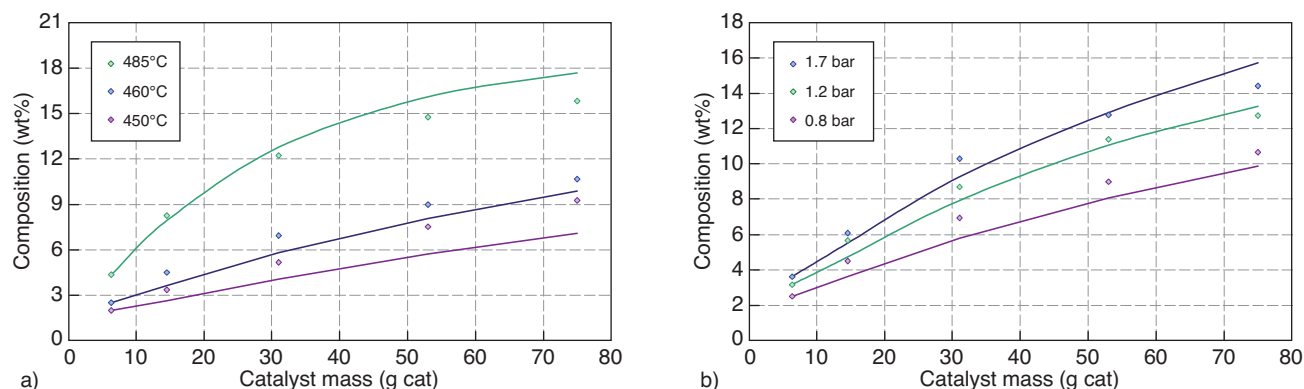 21
18
15
12
9
6
3
0
Composition (wt%)
485°C
460°C
450°C
0 10 20 30 40 50 60 70 80
Catalyst mass (g cat)
a)
18
16
14
12
10
8
6
4
2
0
Composition (wt%)
1.7 bar
1.2 bar
0.8 bar
0 10 20 30 40 50 60 70 80
Catalyst mass (g cat)
b)